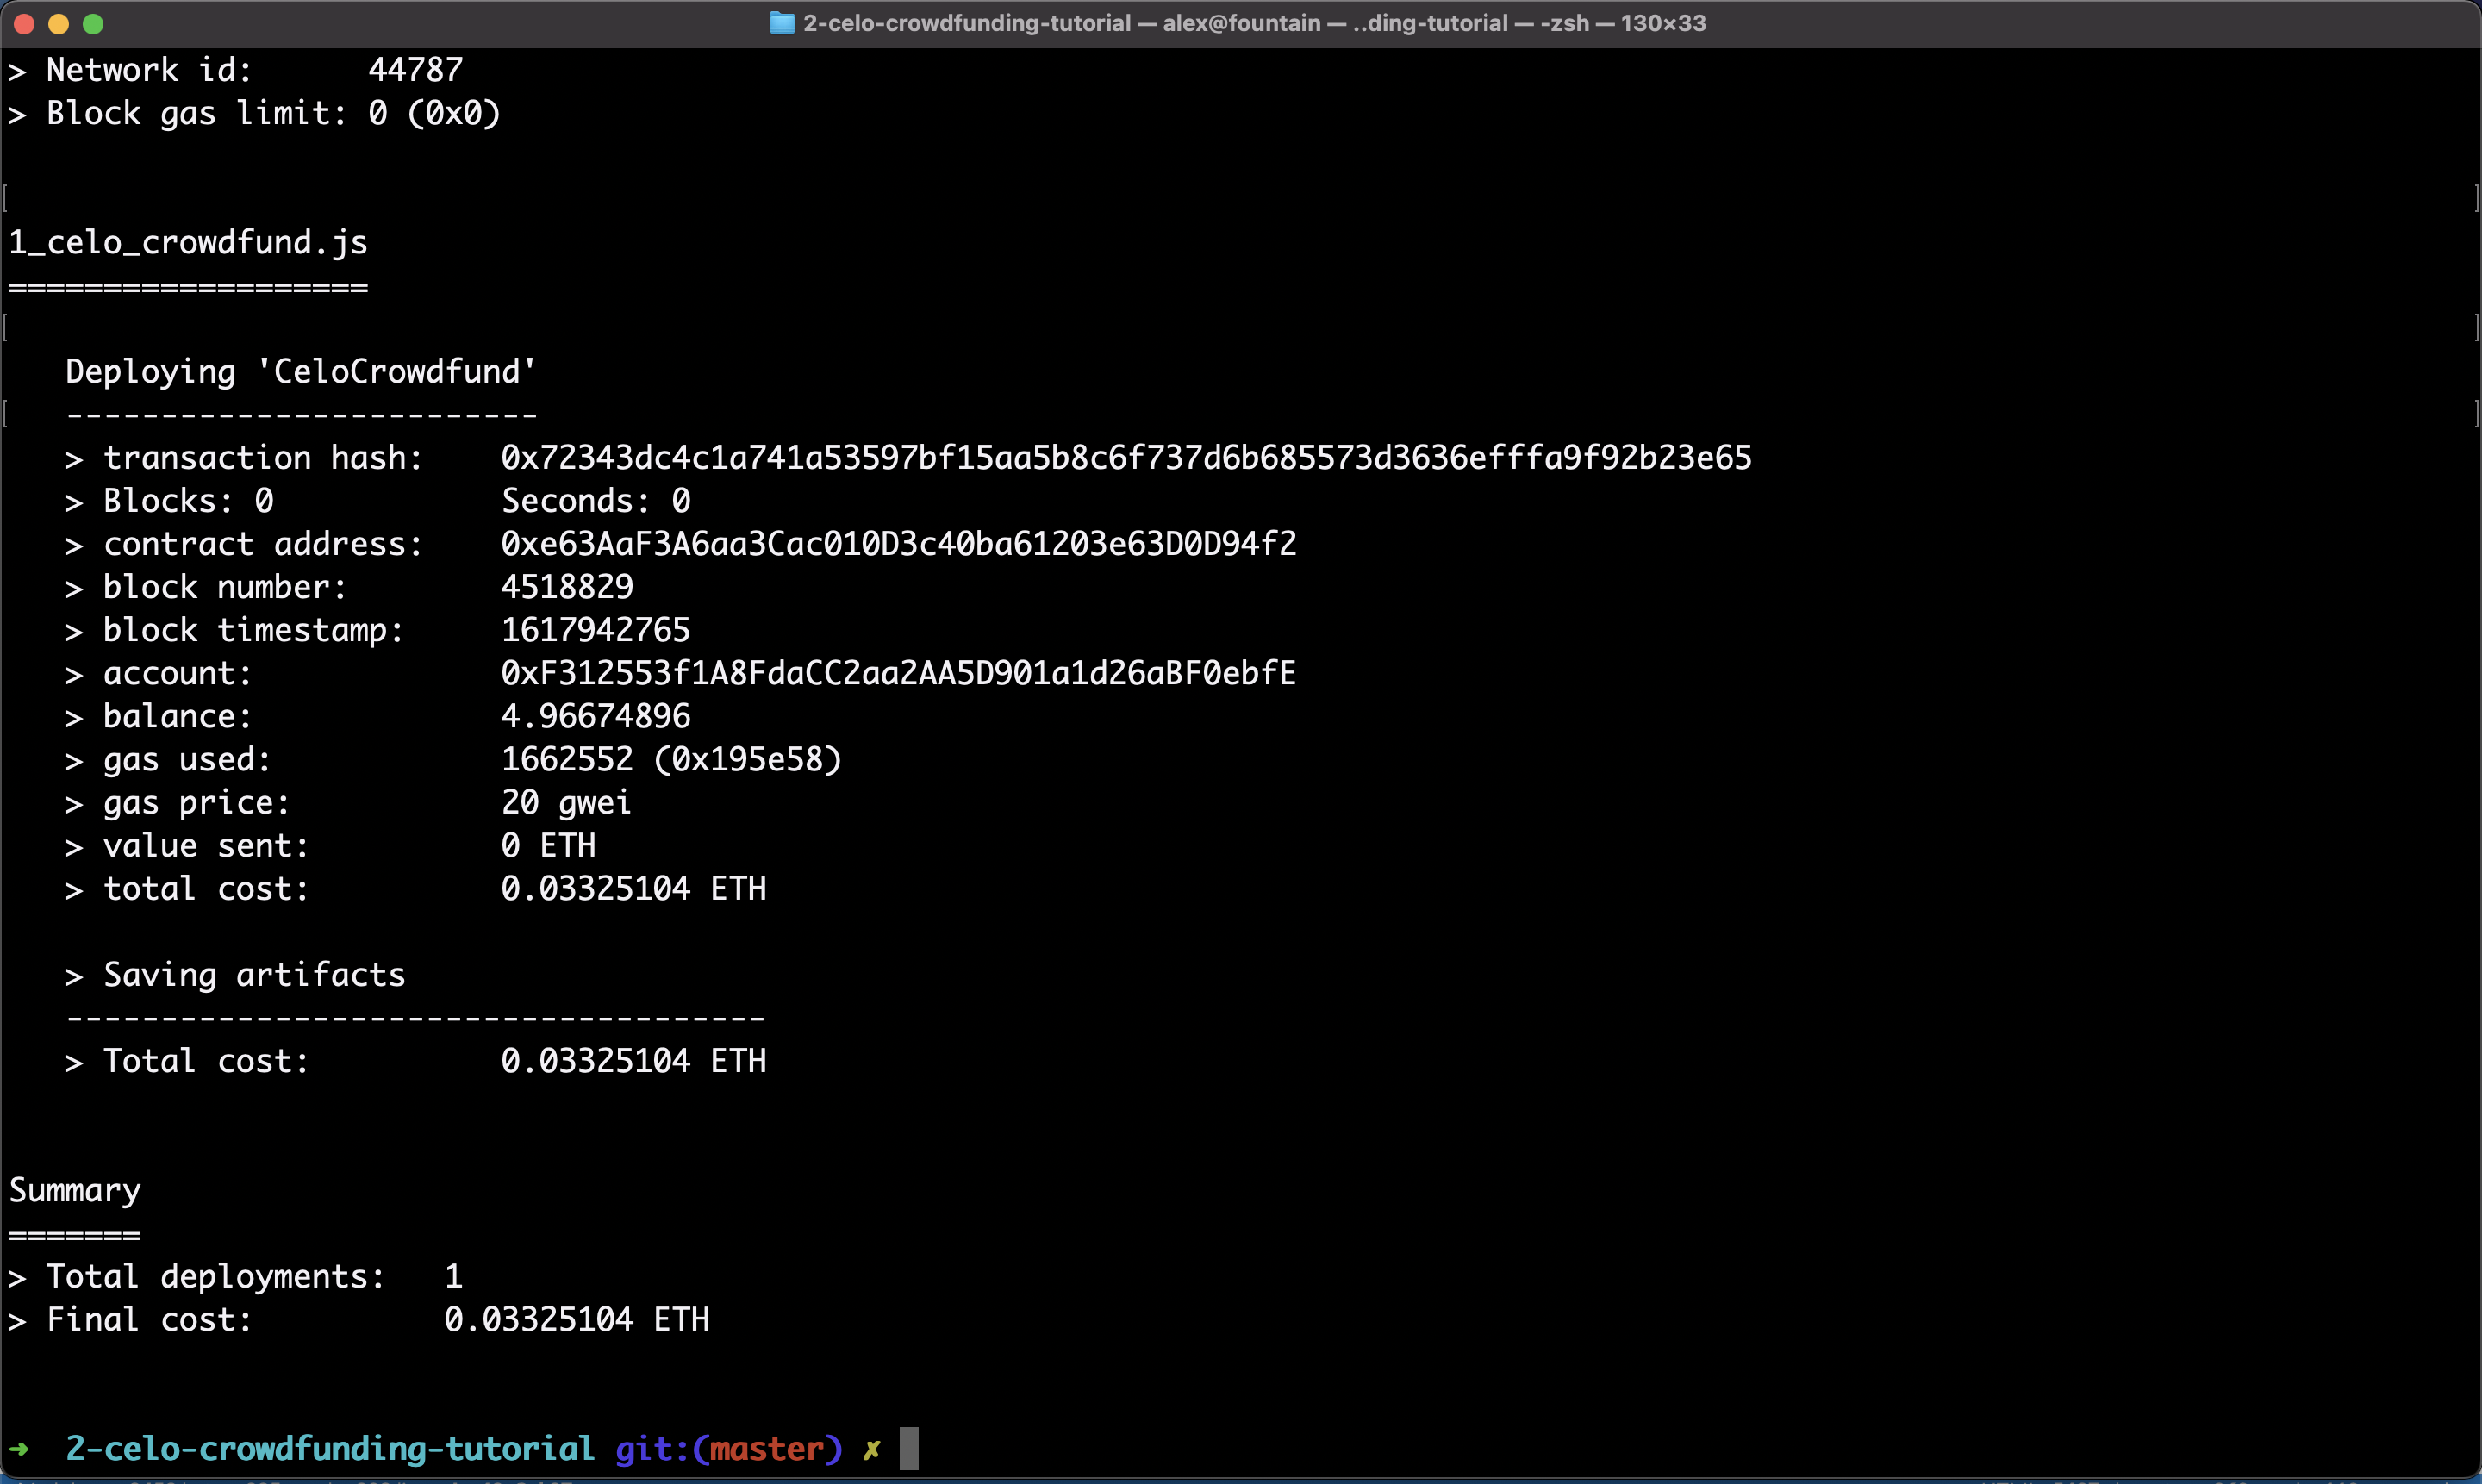 2-celo-crowdfunding-tutorial — alex@fountain — ..ding-tutorial — -zsh — 130×33
> Network id:      44787
> Block gas limit: 0 (0x0)
[ ]
1_celo_crowdfund.js
===================
[ ]
   Deploying 'CeloCrowdfund'
[  ------------------------- ]
   > transaction hash:    0x72343dc4c1a741a53597bf15aa5b8c6f737d6b685573d3636efffa9f92b23e65
   > Blocks: 0            Seconds: 0
   > contract address:    0xe63AaF3A6aa3Cac010D3c40ba61203e63D0D94f2
   > block number:        4518829
   > block timestamp:     1617942765
   > account:             0xF312553f1A8FdaCC2aa2AA5D901a1d26aBF0ebfE
   > balance:             4.96674896
   > gas used:            1662552 (0x195e58)
   > gas price:           20 gwei
   > value sent:          0 ETH
   > total cost:          0.03325104 ETH
   > Saving artifacts
   -------------------------------------
   > Total cost:          0.03325104 ETH
Summary
=======
> Total deployments:   1
> Final cost:          0.03325104 ETH
➜  2-celo-crowdfunding-tutorial git:(master) ✗